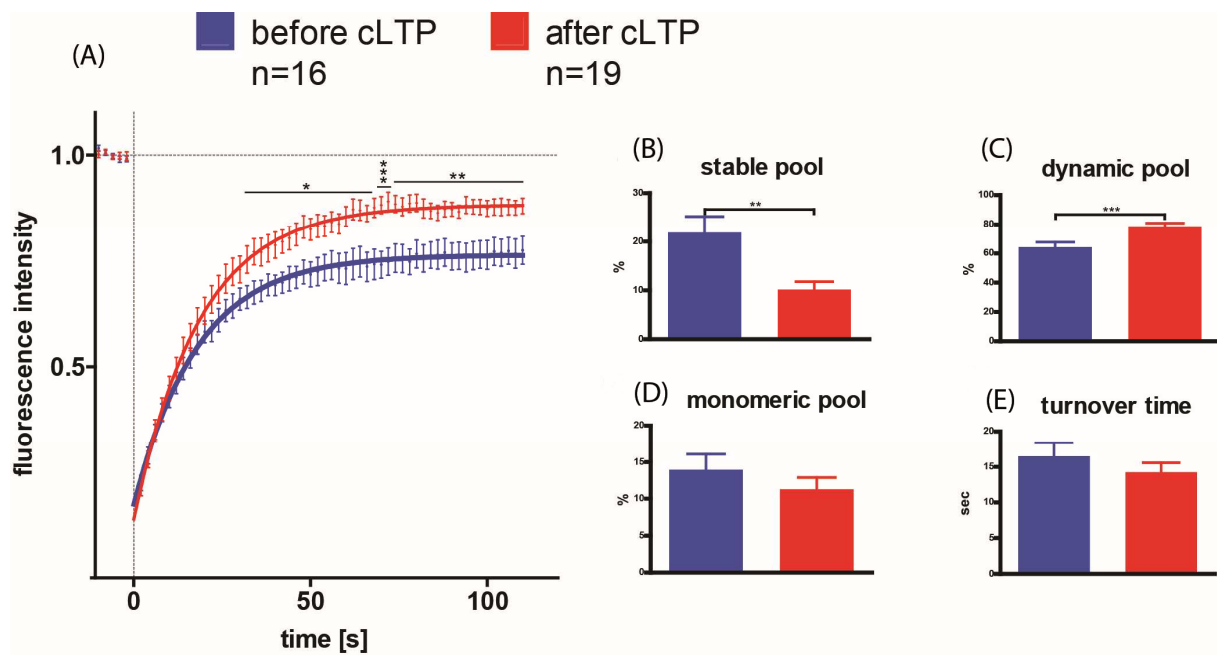 before cLTP
n=16
after cLTP
n=19
(A)
1.0
0.5
fluorescence intensity
*
***
**
0
50
100
time [s]
(B)
stable pool
30
20
10
0
%
**
(C)
dynamic pool
100
80
60
40
20
0
%
***
(D)
monomeric pool
20
15
10
5
0
%
(E)
turnover time
20
15
10
5
0
sec